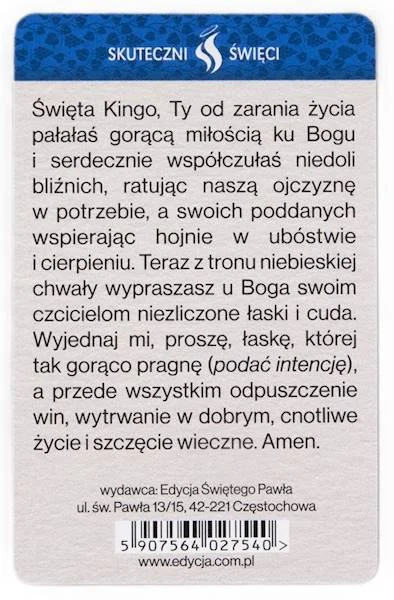 SKUTECZNI ŚWIĘCI
Święta Kingo, Ty od zarania życia
pałałaś gorącą miłością ku Bogu
i serdecznie współczułaś niedoli
bliźnich, ratując naszą ojczyznę
w potrzebie, a swoich poddanych
wspierając hojnie w ubóstwie
i cierpieniu. Teraz z tronu niebieskiej
chwały wypraszasz u Boga swoim
czcicielom niezliczone łaski i cuda.
Wyjednaj mi, proszę, łaskę, której
tak gorąco pragnę (podać intencję),
a przede wszystkim odpuszczenie
win, wytrwanie w dobrym, cnotliwe
życie i szczęcie wieczne. Amen.
wydawca: Edycja Świętego Pawła
ul. św. Pawła 13/15, 42-221 Częstochowa
5 907564 027540 >
www.edycja.com.pl